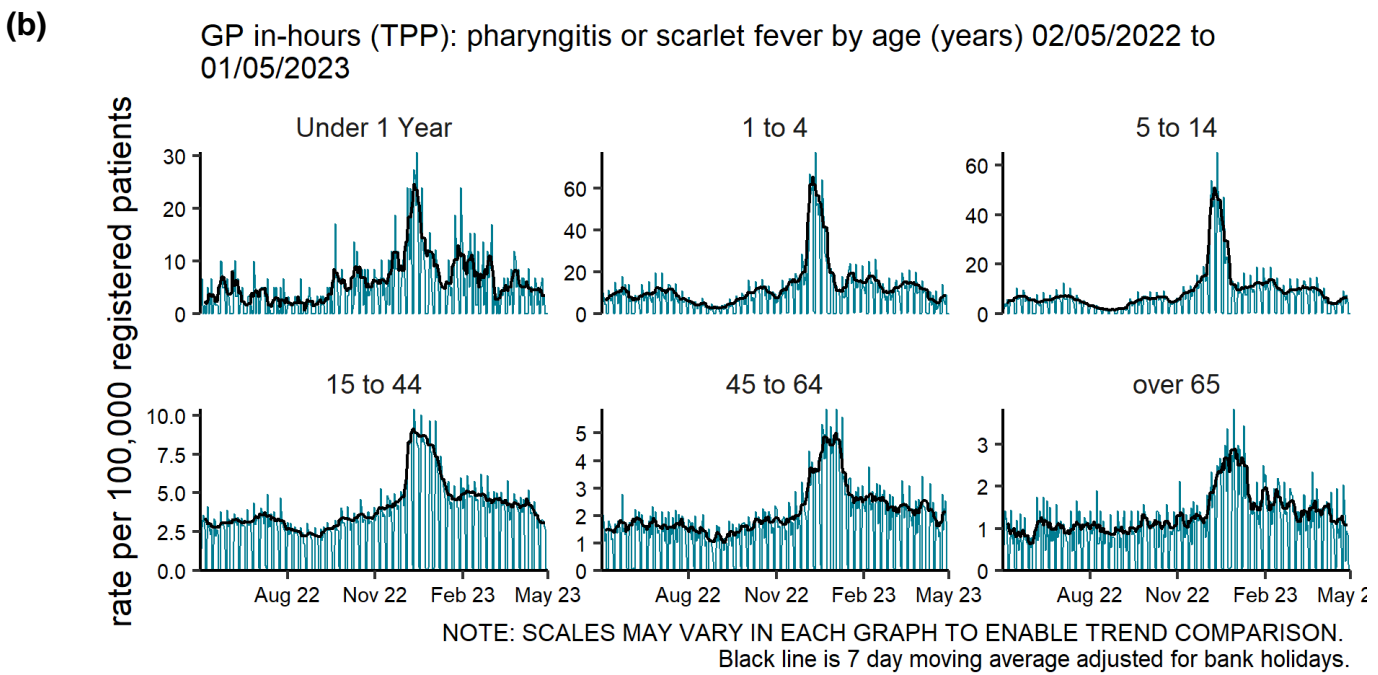 (b)
GP in-hours (TPP): pharyngitis or scarlet fever by age (years) 02/05/2022 to
01/05/2023
rate per 100,000 registered patients
Under 1 Year
30
20
10
0
1 to 4
60
40
20
0
5 to 14
60
40
20
0
15 to 44
10.0
7.5
5.0
2.5
0.0
Aug 22 Nov 22 Feb 23 May 23
45 to 64
5
4
3
2
1
0
Aug 22 Nov 22 Feb 23 May 23
over 65
3
2
1
0
Aug 22 Nov 22 Feb 23 May 2
NOTE: SCALES MAY VARY IN EACH GRAPH TO ENABLE TREND COMPARISON.
Black line is 7 day moving average adjusted for bank holidays.